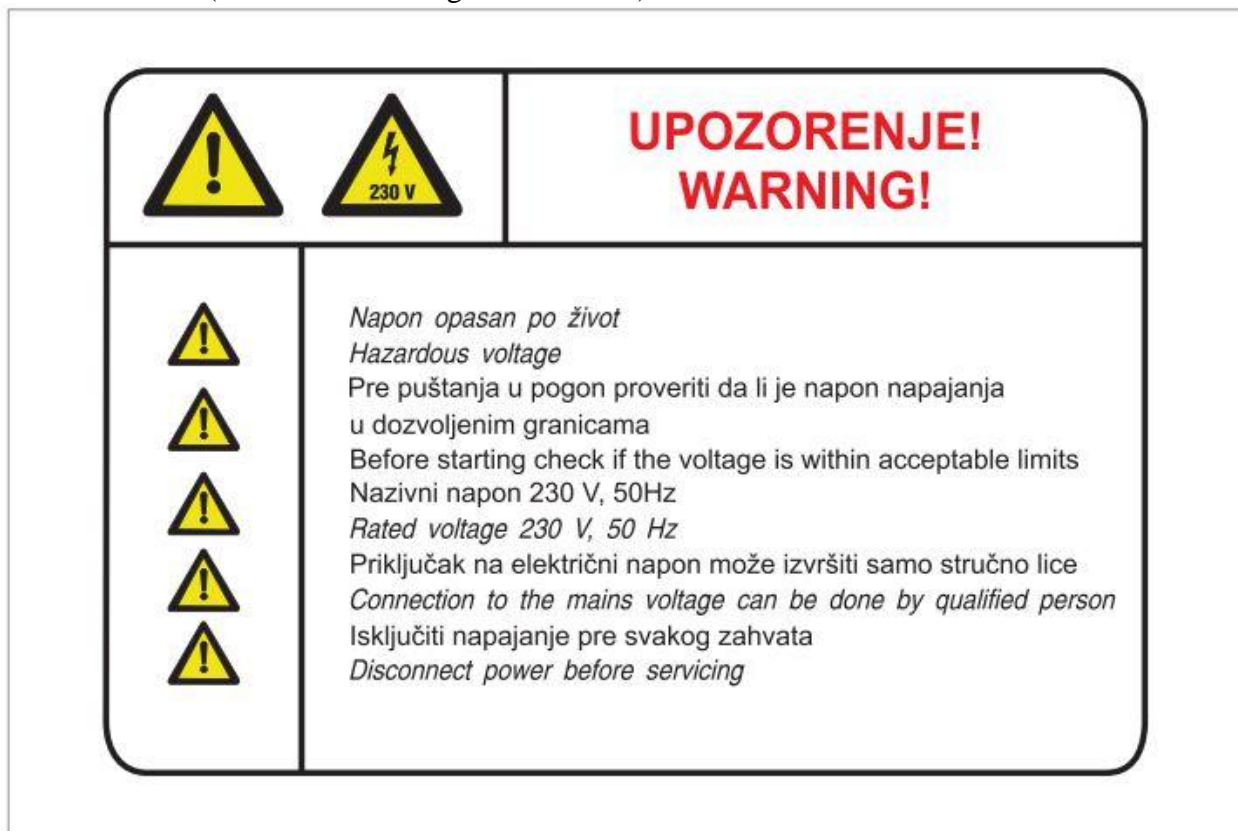 230 V
UPOZORENJE!
WARNING!
Napon opasan po život
Hazardous voltage
Pre puštanja u pogon proveriti da li je napon napajanja
u dozvoljenim granicama
Before starting check if the voltage is within acceptable limits
Nazivni napon 230 V, 50Hz
Rated voltage 230 V, 50 Hz
Priključak na električni napon može izvršiti samo stručno lice
Connection to the mains voltage can be done by qualified person
Isključiti napajanje pre svakog zahvata
Disconnect power before servicing